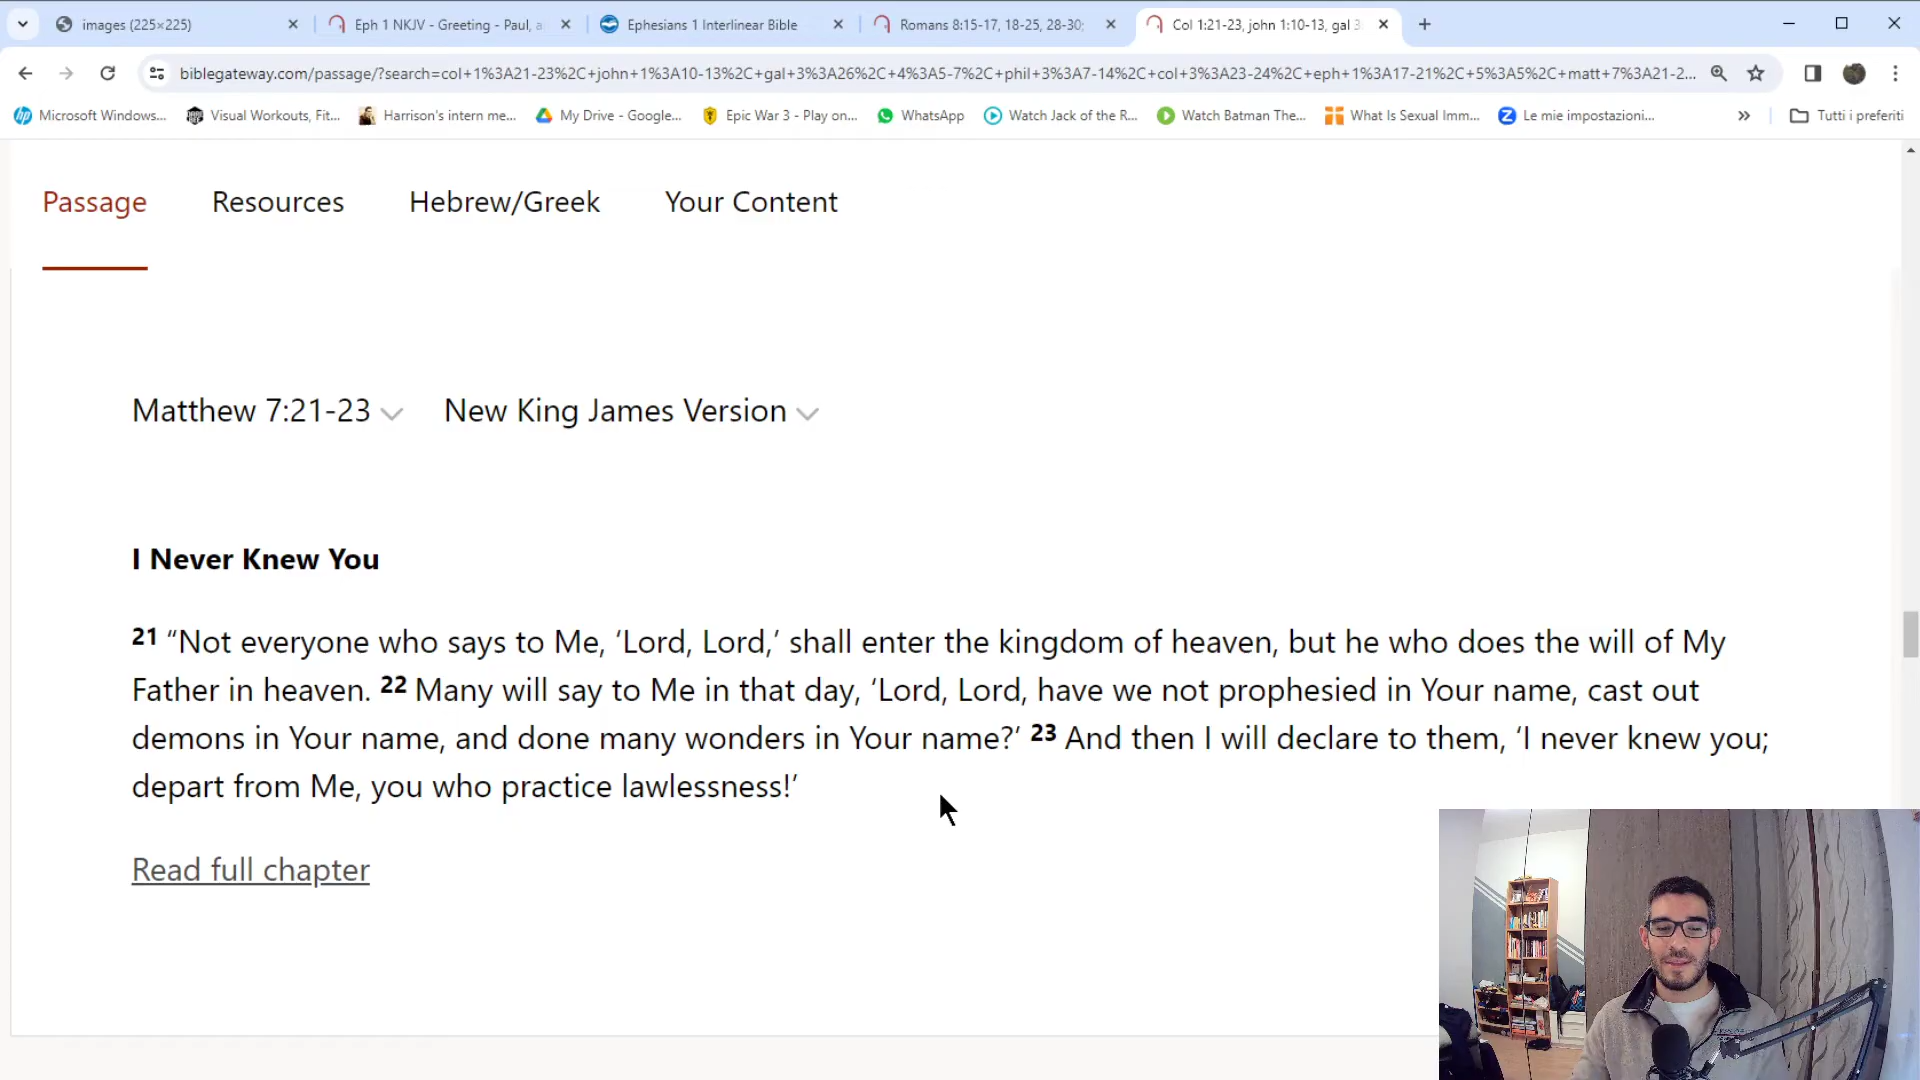 images (225×225)
Eph 1 NKJV - Greeting - Paul, a
Ephesians 1 Interlinear Bible
Romans 8:15-17, 18-25, 28-30;
Col 1:21-23, john 1:10-13, gal 3
biblegateway.com/passage/?search=col+1%3A21-23%2C+john+1%3A10-13%2C+gal+3%3A26%2C+4%3A5-7%2C+phil+3%3A7-14%2C+col+3%3A23-24%2C+eph+1%3A17-21%2C+5%3A5%2C+matt+7%3A21-2...
Microsoft Windows...
Visual Workouts, Fit...
Harrison's intern me...
My Drive - Google...
Epic War 3 - Play on...
WhatsApp
Watch Jack of the R...
Watch Batman The...
What Is Sexual Imm...
Le mie impostazioni...
Tutti i preferiti
Passage
Resources
Hebrew/Greek
Your Content
Matthew 7:21-23
New King James Version
I Never Knew You
21 “Not everyone who says to Me, ‘Lord, Lord,’ shall enter the kingdom of heaven, but he who does the will of My
Father in heaven. 22 Many will say to Me in that day, ‘Lord, Lord, have we not prophesied in Your name, cast out
demons in Your name, and done many wonders in Your name?’ 23 And then I will declare to them, ‘I never knew you;
depart from Me, you who practice lawlessness!’
Read full chapter